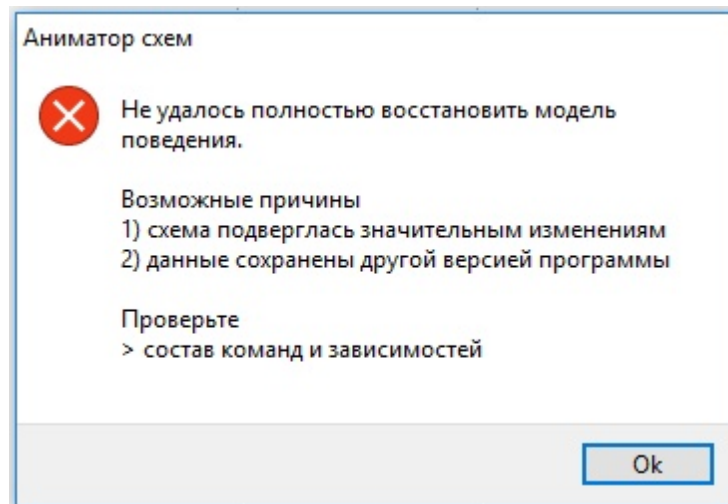 Аниматор схем
Не удалось полностью восстановить модель
поведения.
Возможные причины
1) схема подверглась значительным изменениям
2) данные сохранены другой версией программы
Проверьте
> состав команд и зависимостей
Ok